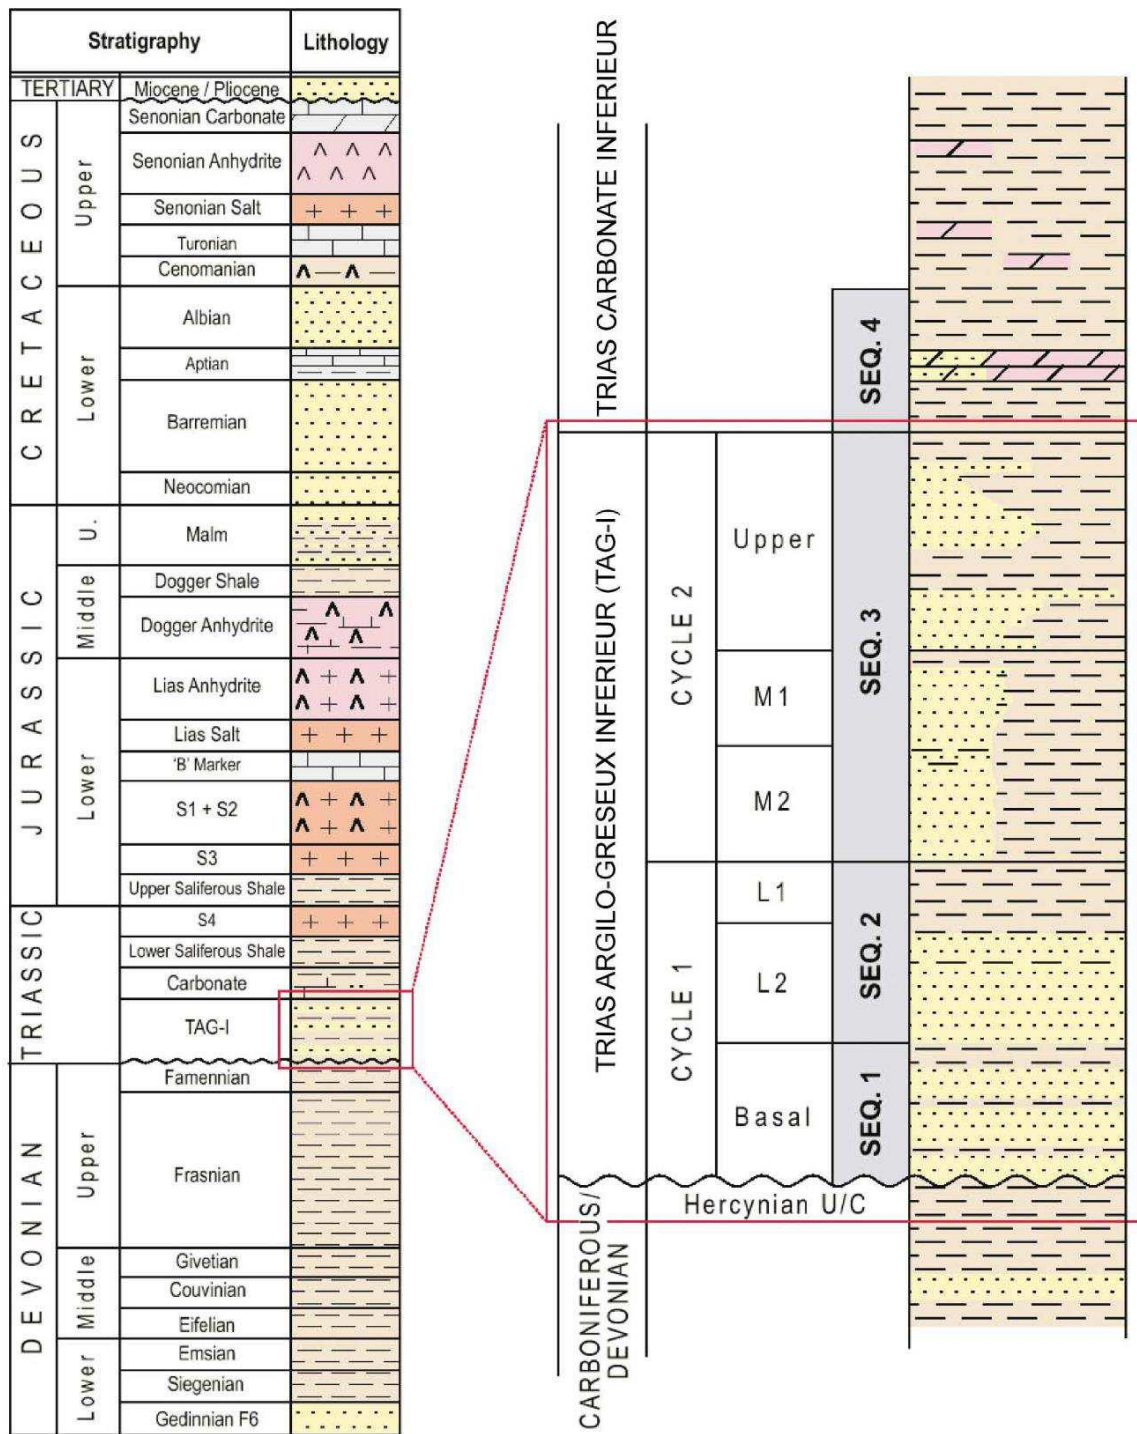 Stratigraphy
Lithology
TERTIARY
Miocene / Pliocene
CRETACEOUS
Upper
Senonian Carbonate
Senonian Anhydrite
Senonian Salt
Turonian
Cenomanian
Lower
Albian
Aptian
Barremian
Neocomian
JURASSIC
U.
Malm
Middle
Dogger Shale
Dogger Anhydrite
Lower
Lias Anhydrite
Lias Salt
'B' Marker
S1 + S2
S3
Upper Saliferous Shale
TRIASSIC
S4
Lower Saliferous Shale
Carbonate
TAG-I
DEVONIAN
Upper
Famennian
Frasnian
Middle
Givetian
Couvinian
Eifelian
Lower
Emsian
Siegenian
Gedinnian F6
TRIAS CARBONATE INFERIEUR
SEQ. 4
TRIAS ARGILO-GRESEUX INFERIEUR (TAG-I)
CYCLE 2
Upper
M1
M2
SEQ. 3
CYCLE 1
L1
L2
SEQ. 2
Basal
SEQ. 1
Hercynian U/C
CARBONIFEROUS/
DEVONIAN